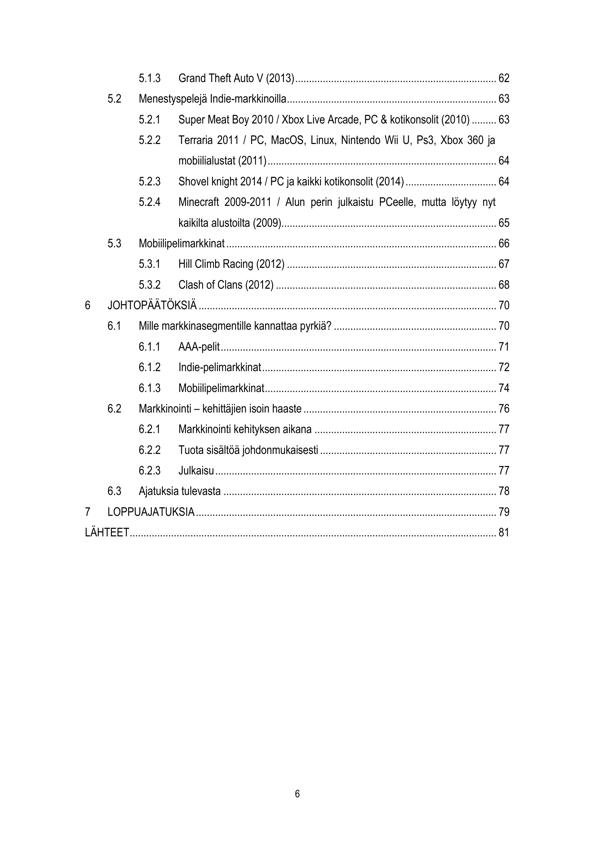 5.1.3 Grand Theft Auto V (2013) 62
5.2 Menestyspelejä Indie-markkinoilla 63
5.2.1 Super Meat Boy 2010 / Xbox Live Arcade, PC & kotikonsolit (2010) 63
5.2.2 Terraria 2011 / PC, MacOS, Linux, Nintendo Wii U, Ps3, Xbox 360 ja
mobiilialustat (2011) 64
5.2.3 Shovel knight 2014 / PC ja kaikki kotikonsolit (2014) 64
5.2.4 Minecraft 2009-2011 / Alun perin julkaistu PCeelle, mutta löytyy nyt
kaikilta alustoilta (2009) 65
5.3 Mobiilipelimarkkinat 66
5.3.1 Hill Climb Racing (2012) 67
5.3.2 Clash of Clans (2012) 68
6 JOHTOPÄÄTÖKSIÄ 70
6.1 Mille markkinasegmentille kannattaa pyrkiä? 70
6.1.1 AAA-pelit 71
6.1.2 Indie-pelimarkkinat 72
6.1.3 Mobiilipelimarkkinat 74
6.2 Markkinointi – kehittäjien isoin haaste 76
6.2.1 Markkinointi kehityksen aikana 77
6.2.2 Tuota sisältöä johdonmukaisesti 77
6.2.3 Julkaisu 77
6.3 Ajatuksia tulevasta 78
7 LOPPUAJATUKSIA 79
LÄHTEET 81
6